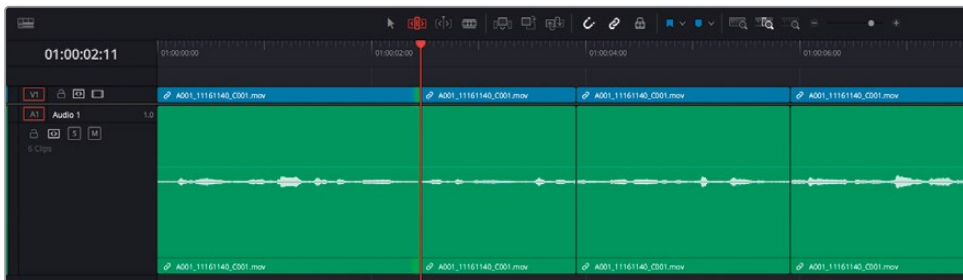 01:00:02:11
01:00:00:00
01:00:02:00
01:00:04:00
01:00:06:00
V1
A001_11161140_C001.mov
A001_11161140_C001.mov
A001_11161140_C001.mov
A001_11161140_C001.mov
A1 Audio 1 1.0
S M
6 Clips
A001_11161140_C001.mov
A001_11161140_C001.mov
A001_11161140_C001.mov
A001_11161140_C001.mov